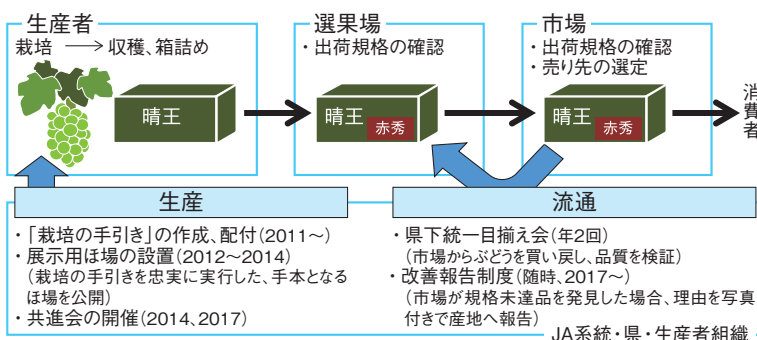 生産者
栽培 → 収穫、箱詰め
晴王
選果場
・出荷規格の確認
晴王
赤秀
市場
・出荷規格の確認
・売り先の選定
晴王
赤秀
消費者
生産
・「栽培の手引き」の作成、配付(2011~)
・展示用ほ場の設置(2012~2014)
(栽培の手引きを忠実に実行した、手本となる
ほ場を公開)
・共進会の開催(2014、2017)
流通
・県下統一目揃え会(年2回)
(市場からぶどうを買い戻し、品質を検証)
・改善報告制度(随時、2017~)
(市場が規格未達品を発見した場合、理由を写真
付きで産地へ報告)
JA系統・県・生産者組織